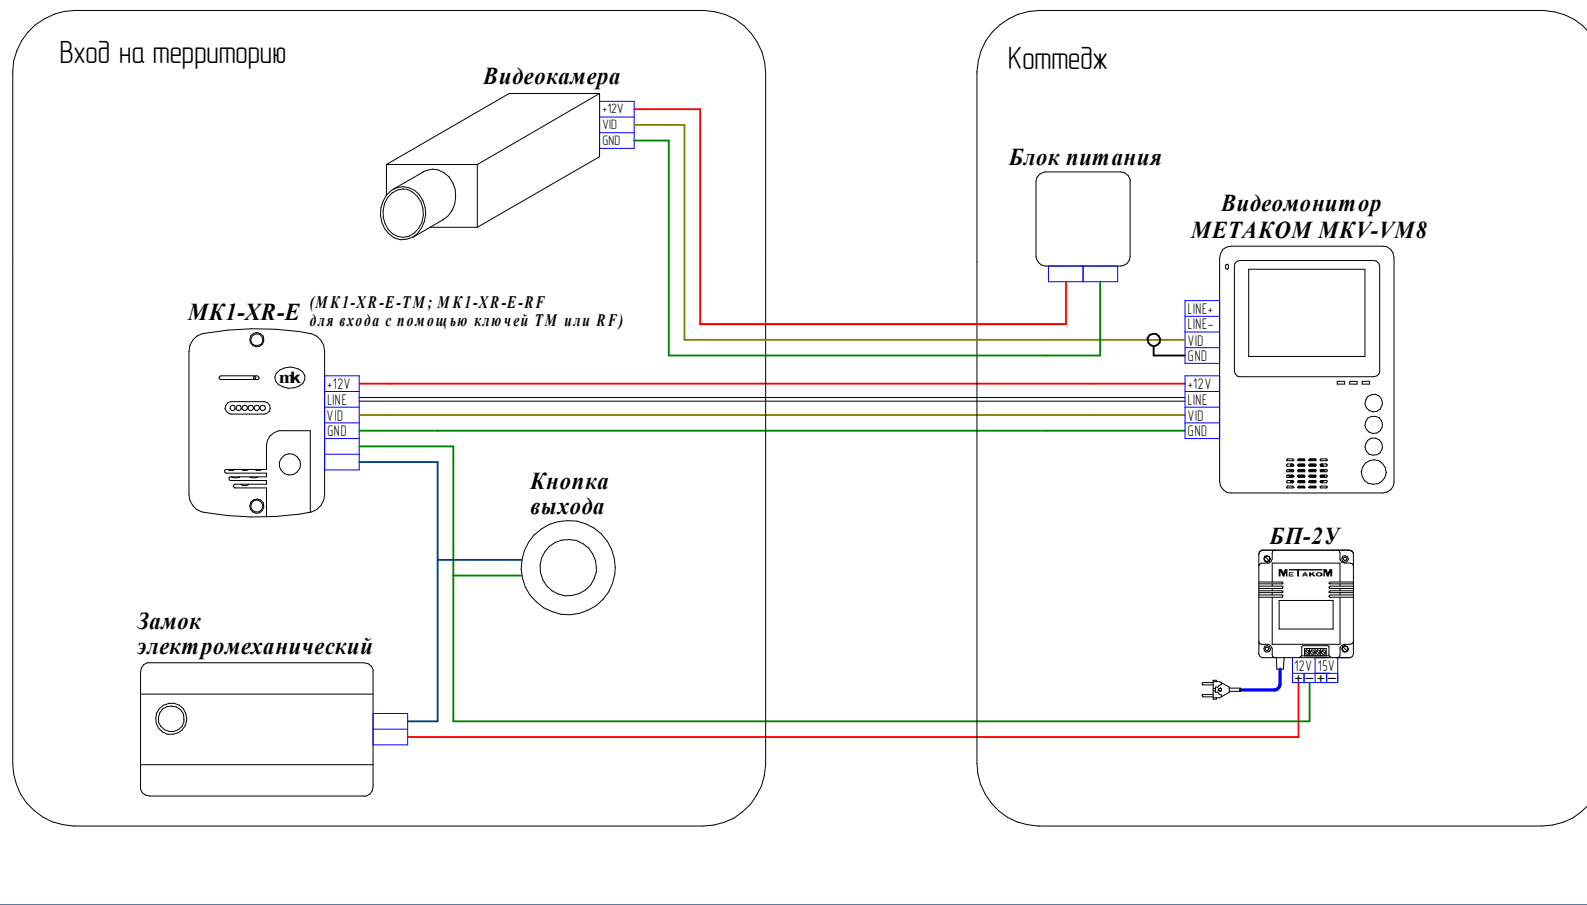 Вход на территорию
Видеокамера
+12V
VID
GND
МК1-XR-E
(МК1-XR-E-TM; МК1-XR-E-RF
для входа с помощью ключей ТМ или RF)
mk
+12V
LINE
VID
GND
Кнопка
выхода
Замок
электромеханический
Коттедж
Блок питания
Видеомонитор
МЕТАКОМ MKV-VM8
LINE+
LINE-
VID
GND
+12V
LINE
VID
GND
БП-2У
МЕТАКОМ
12V 15V
+ - + -